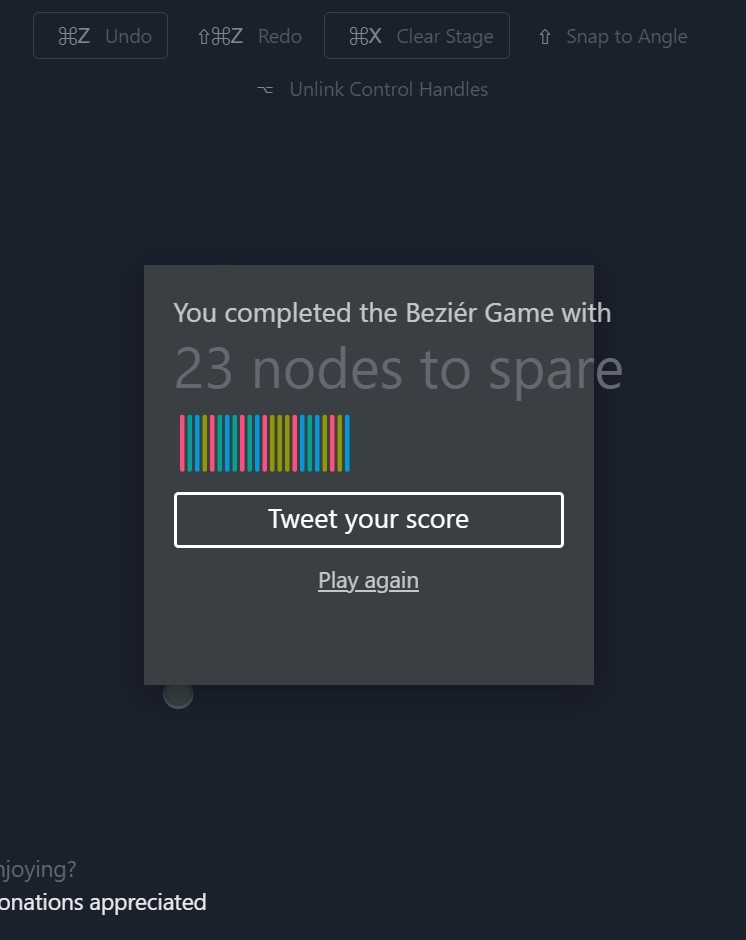 ⌘Z Undo ⇧⌘Z Redo ⌘X Clear Stage ⇧ Snap to Angle
⌥ Unlink Control Handles
You completed the Beziér Game with
23 nodes to spare
Tweet your score
Play again
njoying?
onations appreciated